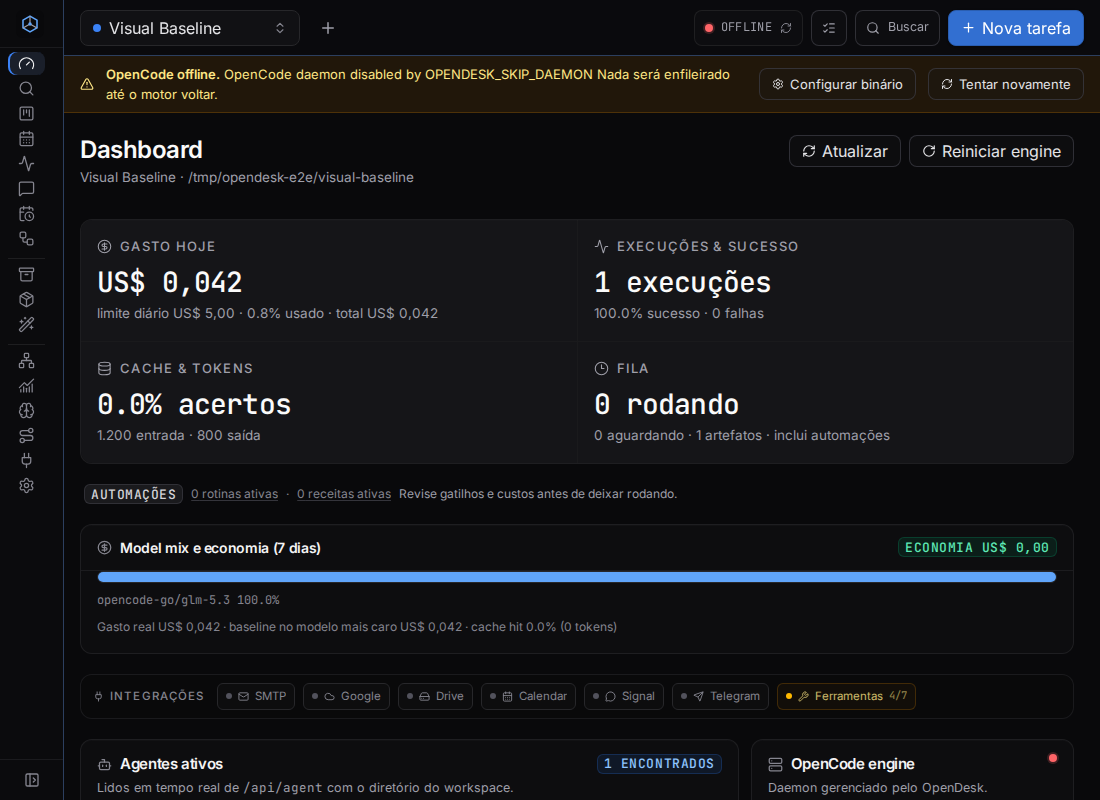 Visual Baseline
OFFLINE
Buscar
Nova tarefa
OpenCode offline. OpenCode daemon disabled by OPENDESK_SKIP_DAEMON Nada será enfileirado
até o motor voltar.
Configurar binário
Tentar novamente
Dashboard
Visual Baseline · /tmp/opendesk-e2e/visual-baseline
Atualizar
Reiniciar engine
GASTO HOJE
US$ 0,042
limite diário US$ 5,00 · 0.8% usado · total US$ 0,042
EXECUÇÕES & SUCESSO
1 execuções
100.0% sucesso · 0 falhas
CACHE & TOKENS
0.0% acertos
1.200 entrada · 800 saída
FILA
0 rodando
0 aguardando · 1 artefatos · inclui automações
AUTOMAÇÕES 0 rotinas ativas · 0 receitas ativas Revise gatilhos e custos antes de deixar rodando.
Model mix e economia (7 dias)
ECONOMIA US$ 0,00
opencode-go/glm-5.3 100.0%
Gasto real US$ 0,042 · baseline no modelo mais caro US$ 0,042 · cache hit 0.0% (0 tokens)
INTEGRAÇÕES
SMTP
Google
Drive
Calendar
Signal
Telegram
Ferramentas 4/7
Agentes ativos
1 ENCONTRADOS
Lidos em tempo real de /api/agent com o diretório do workspace.
OpenCode engine
Daemon gerenciado pelo OpenDesk.